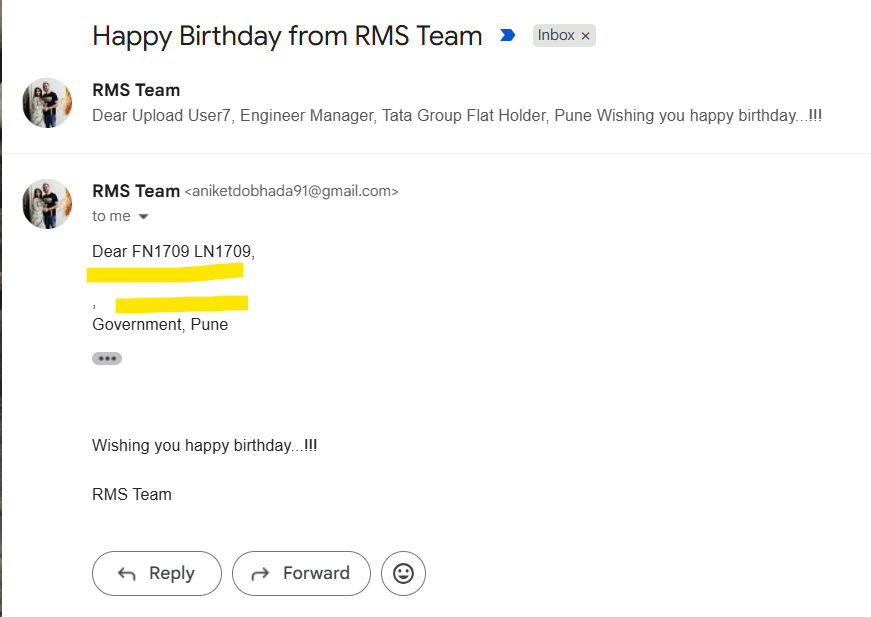 Happy Birthday from RMS Team
Inbox ×
RMS Team
Dear Upload User7, Engineer Manager, Tata Group Flat Holder, Pune Wishing you happy birthday...!!!
RMS Team <aniketdobhada91@gmail.com>
to me
Dear FN1709 LN1709,
,
Government, Pune
•••
Wishing you happy birthday...!!!
RMS Team
Reply
Forward